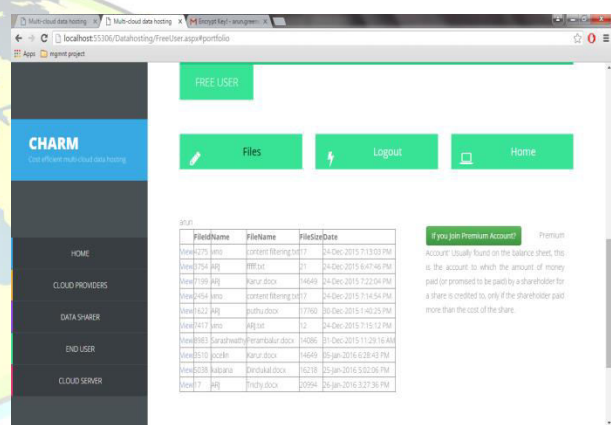 Multi-cloud data hosting
Multi-cloud data hosting
Encrypt Key1 - arungreen
localhost:55306/Datahosting/FreeUser.aspx#portfolio
Apps mgmnt project
FREE USER
CHARM
Cost efficient multi-cloud data hosting
Files
Logout
Home
HOME
CLOUD PROVIDERS
DATA SHARER
END USER
CLOUD SERVER
arun
FileId Name FileName FileSize Date
View 4275 vino content filtering.txt 17 24-Dec-2015 7:13:03 PM
View 3754 ARJ fffff.txt 21 24-Dec-2015 6:47:46 PM
View 7199 ARJ Karur.docx 14649 24-Dec-2015 7:22:04 PM
View 2454 vino content filtering.txt 17 24-Dec-2015 7:14:54 PM
View 1622 ARJ puthu.docx 17760 30-Dec-2015 1:40:25 PM
View 7417 vino ARJ.txt 12 24-Dec-2015 7:15:12 PM
View 8983 Sarashwathy Perambalur.docx 14086 31-Dec-2015 11:29:16 AM
View 3510 jocelin Karur.docx 14649 05-Jan-2016 6:28:43 PM
View 5038 kalpana Dindukal.docx 16218 25-Jan-2016 5:02:06 PM
View 17 ARJ Trichy.docx 20994 26-Jan-2016 3:27:36 PM
If you Join Premium Account? Premium
Account' Usually found on the balance sheet, this
is the account to which the amount of money
paid (or promised to be paid) by a shareholder for
a share is credited to, only if the shareholder paid
more than the cost of the share.